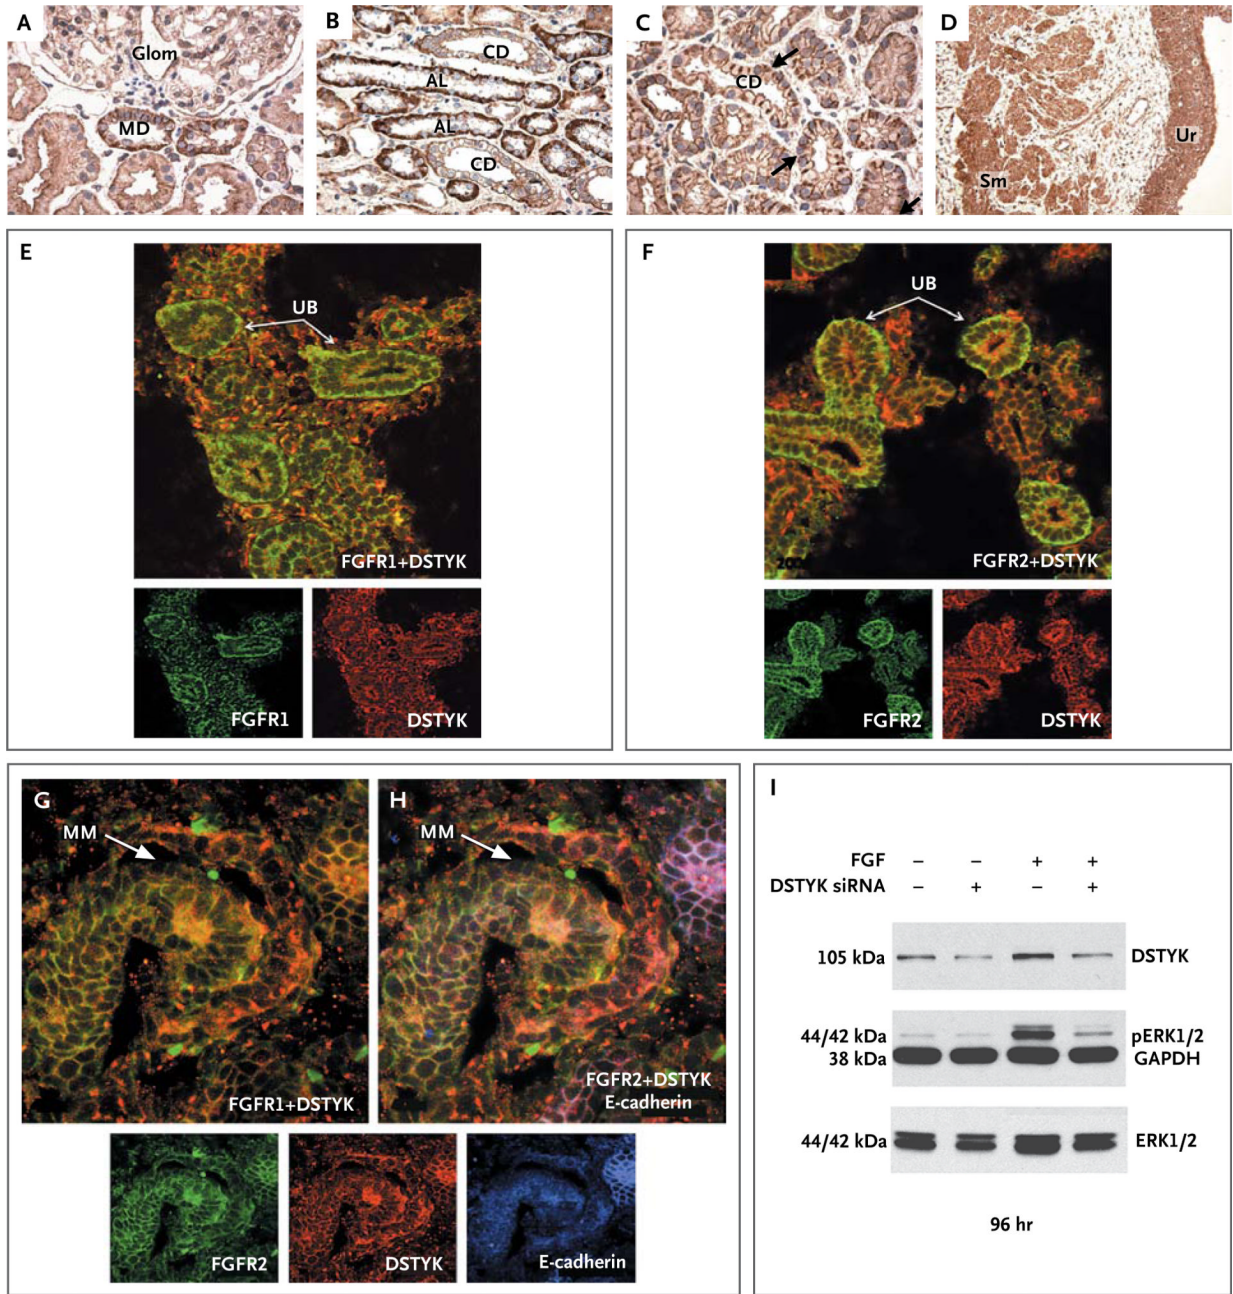 A
Glom
MD
B
CD
AL
AL
CD
C
CD
D
Ur
Sm
E
UB
FGFR1+DSTYK
FGFR1
DSTYK
F
UB
FGFR2+DSTYK
FGFR2
DSTYK
G
MM
FGFR1+DSTYK
H
MM
FGFR2+DSTYK
E-cadherin
FGFR2
DSTYK
E-cadherin
I
FGF – – + +
DSTYK siRNA – + – +
105 kDa DSTYK
44/42 kDa pERK1/2
38 kDa GAPDH
44/42 kDa ERK1/2
96 hr